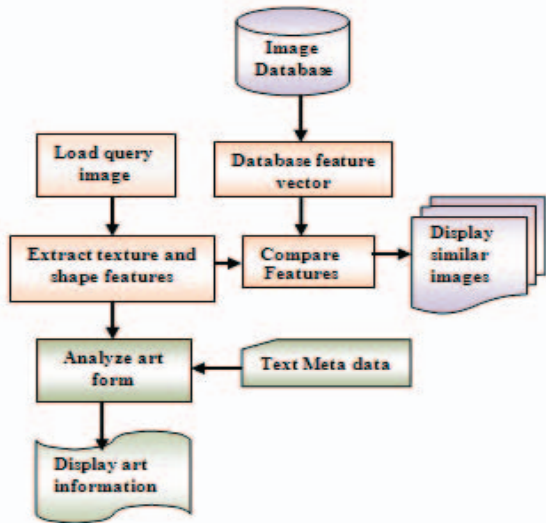 Image
Database
Load query
image
Database feature
vector
Extract texture and
shape features
Compare
Features
Display
similar
images
Analyze art
form
Text Meta data
Display art
information